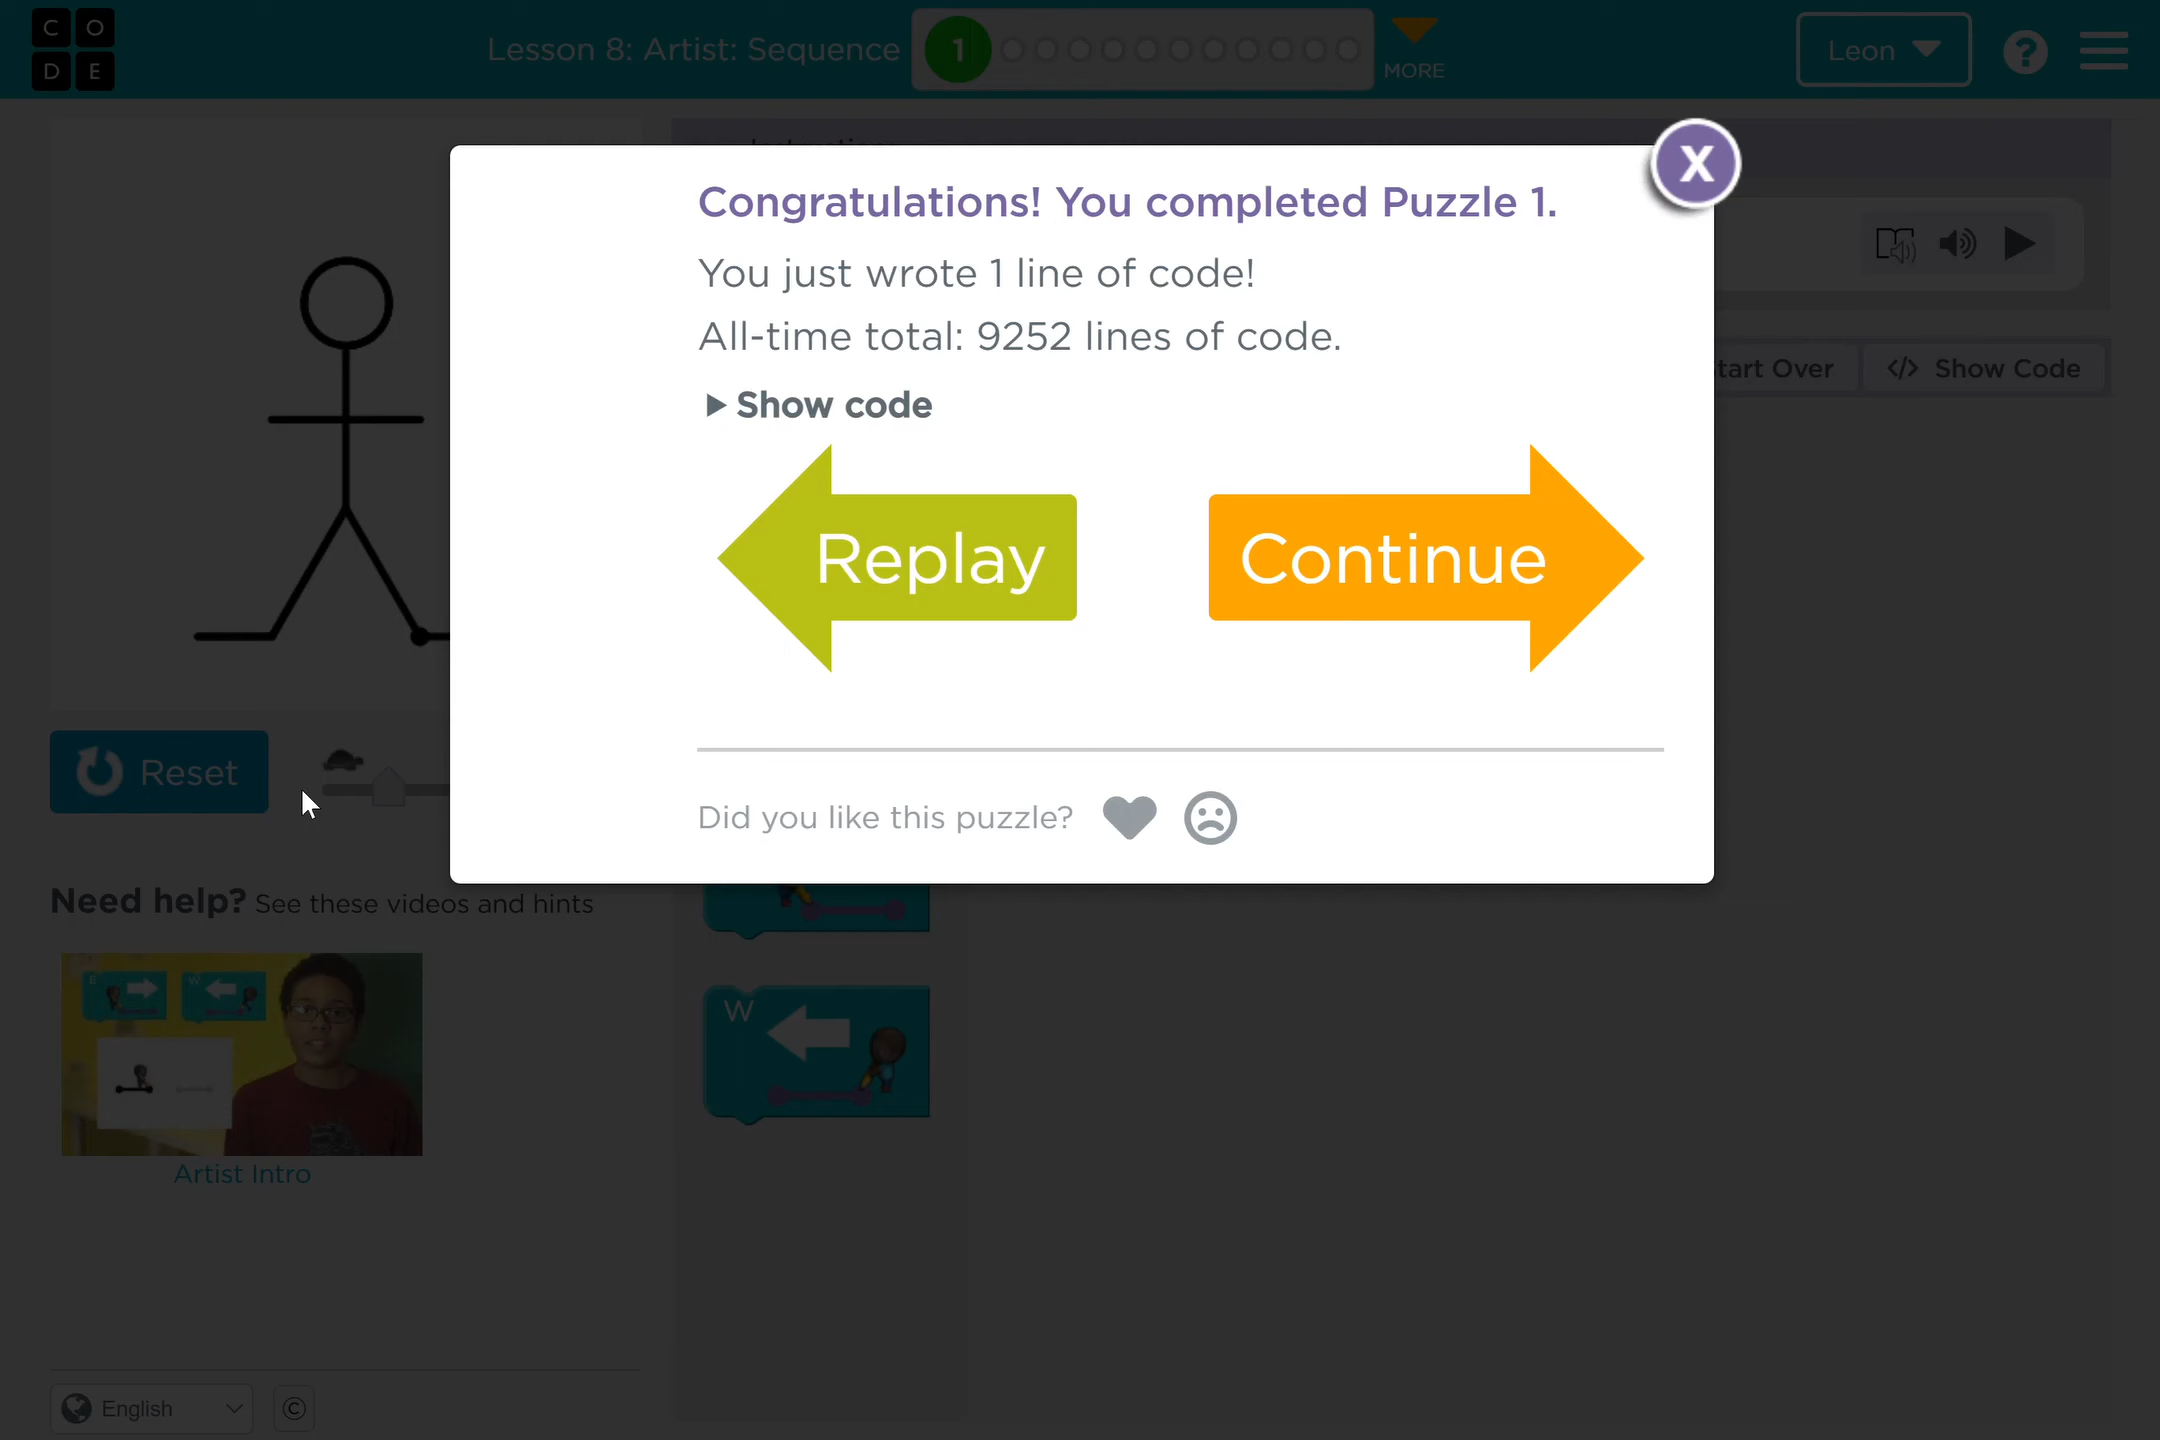 C O
D E
Lesson 8: Artist: Sequence
1
MORE
Leon
?
X
Congratulations! You completed Puzzle 1.
You just wrote 1 line of code!
All-time total: 9252 lines of code.
Show code
Replay
Continue
Did you like this puzzle?
tart Over
</> Show Code
Reset
Need help? See these videos and hints
E
W
Artist Intro
W
English
©